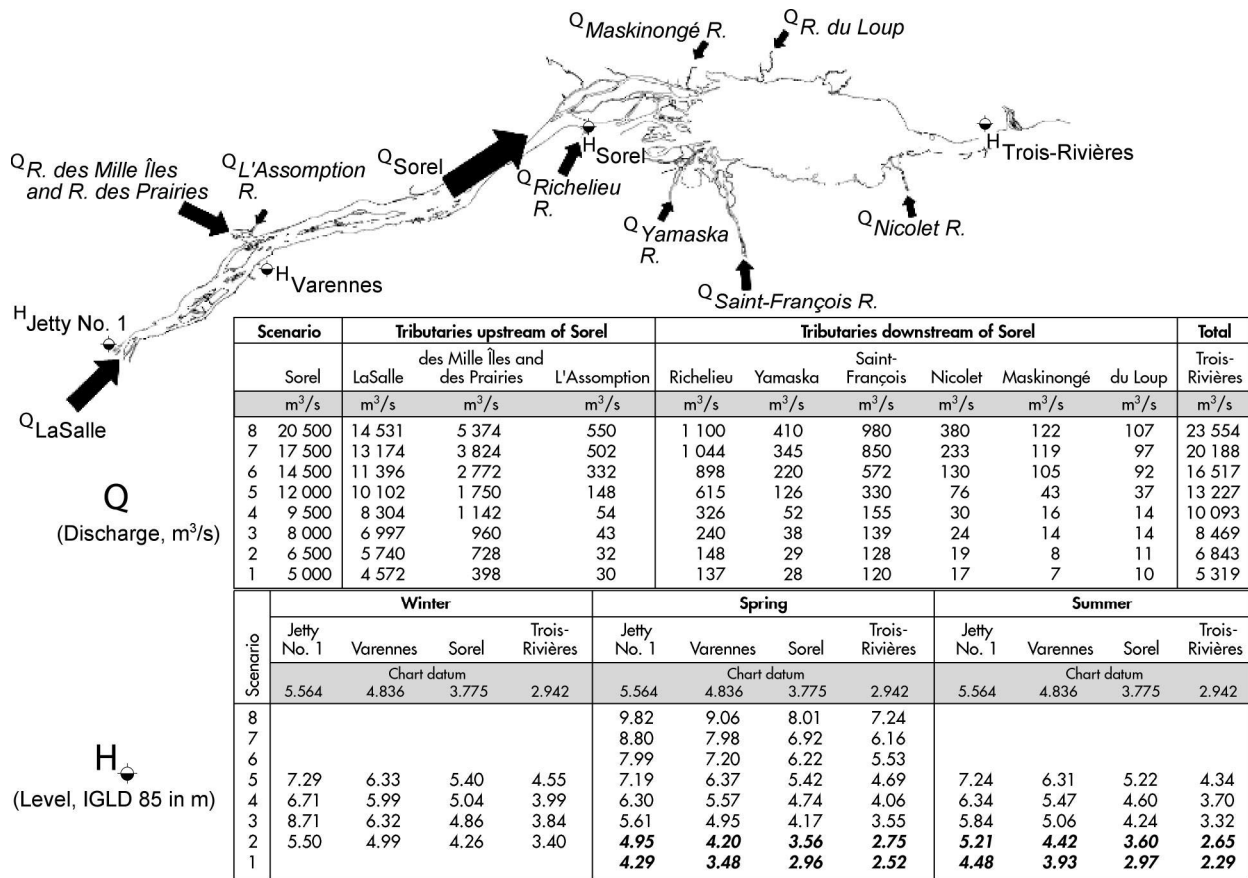 Q Maskinongé R.
Q R. du Loup
Q R. des Mille Îles
and R. des Prairies
Q L'Assomption
R.
Q Sorel
H Sorel
Q Richelieu
R.
H Trois-Rivières
Q Yamaska
R.
Q Nicolet R.
Q Saint-François R.
H Varennes
H Jetty No. 1
Q LaSalle
Q
(Discharge, m³/s)
Scenario Tributaries upstream of Sorel Tributaries downstream of Sorel Total
Sorel LaSalle des Mille Îles and des Prairies L'Assomption Richelieu Yamaska Saint-François Nicolet Maskinongé du Loup Trois-Rivières
m³/s m³/s m³/s m³/s m³/s m³/s m³/s m³/s m³/s m³/s m³/s
8 20 500 14 531 5 374 550 1 100 410 980 380 122 107 23 554
7 17 500 13 174 3 824 502 1 044 345 850 233 119 97 20 188
6 14 500 11 396 2 772 332 898 220 572 130 105 92 16 517
5 12 000 10 102 1 750 148 615 126 330 76 43 37 13 227
4 9 500 8 304 1 142 54 326 52 155 30 16 14 10 093
3 8 000 6 997 960 43 240 38 139 24 14 14 8 469
2 6 500 5 740 728 32 148 29 128 19 8 11 6 843
1 5 000 4 572 398 30 137 28 120 17 7 10 5 319
H
(Level, IGLD 85 in m)
Scenario Winter Spring Summer
Jetty No. 1 Varennes Sorel Trois-Rivières Jetty No. 1 Varennes Sorel Trois-Rivières Jetty No. 1 Varennes Sorel Trois-Rivières
Chart datum Chart datum Chart datum
5.564 4.836 3.775 2.942 5.564 4.836 3.775 2.942 5.564 4.836 3.775 2.942
8 9.82 9.06 8.01 7.24
7 8.80 7.98 6.92 6.16
6 7.99 7.20 6.22 5.53
5 7.29 6.33 5.40 4.55 7.19 6.37 5.42 4.69 7.24 6.31 5.22 4.34
4 6.71 5.99 5.04 3.99 6.30 5.57 4.74 4.06 6.34 5.47 4.60 3.70
3 8.71 6.32 4.86 3.84 5.61 4.95 4.17 3.55 5.84 5.06 4.24 3.32
2 5.50 4.99 4.26 3.40 4.95 4.20 3.56 2.75 5.21 4.42 3.60 2.65
1 4.29 3.48 2.96 2.52 4.48 3.93 2.97 2.29